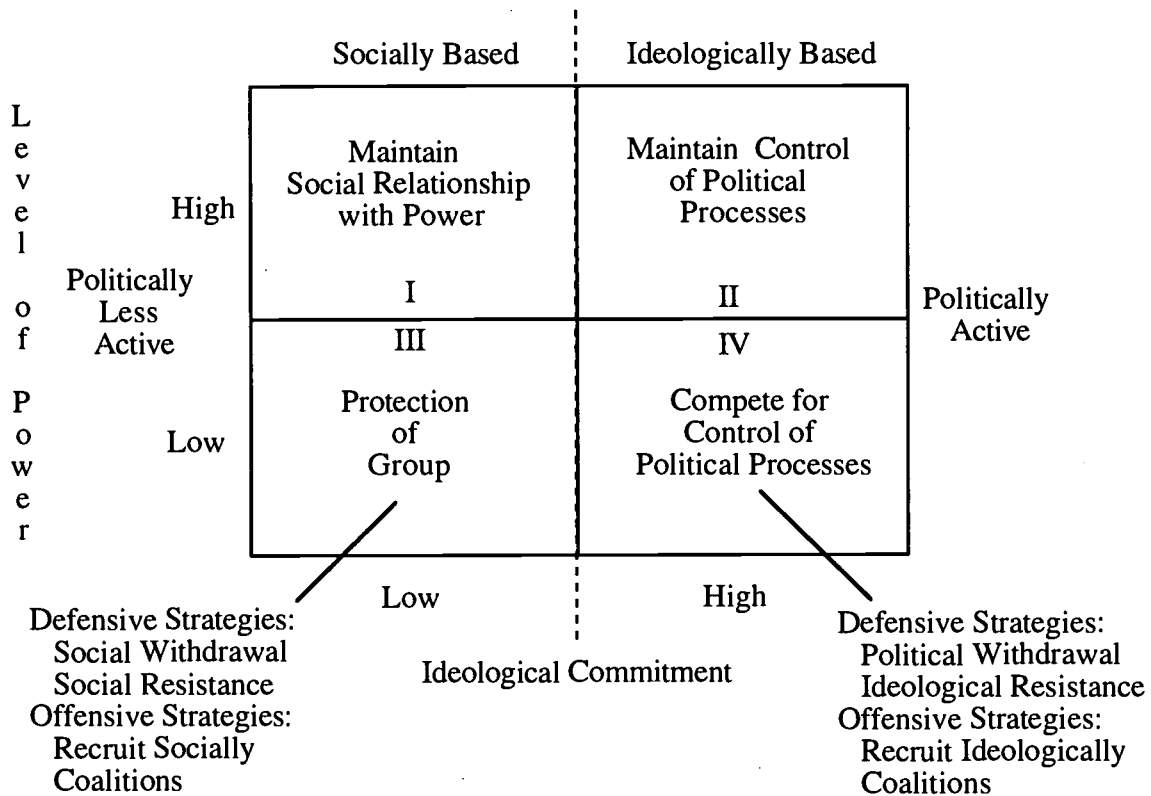 Socially Based
Ideologically Based
Level of Power
High
Maintain
Social Relationship
with Power
I
Maintain Control
of Political
Processes
II
Politically
Less
Active
Politically
Active
Low
III
Protection
of
Group
IV
Compete for
Control of
Political Processes
Low
High
Ideological Commitment
Defensive Strategies:
Social Withdrawal
Social Resistance
Offensive Strategies:
Recruit Socially
Coalitions
Defensive Strategies:
Political Withdrawal
Ideological Resistance
Offensive Strategies:
Recruit Ideologically
Coalitions